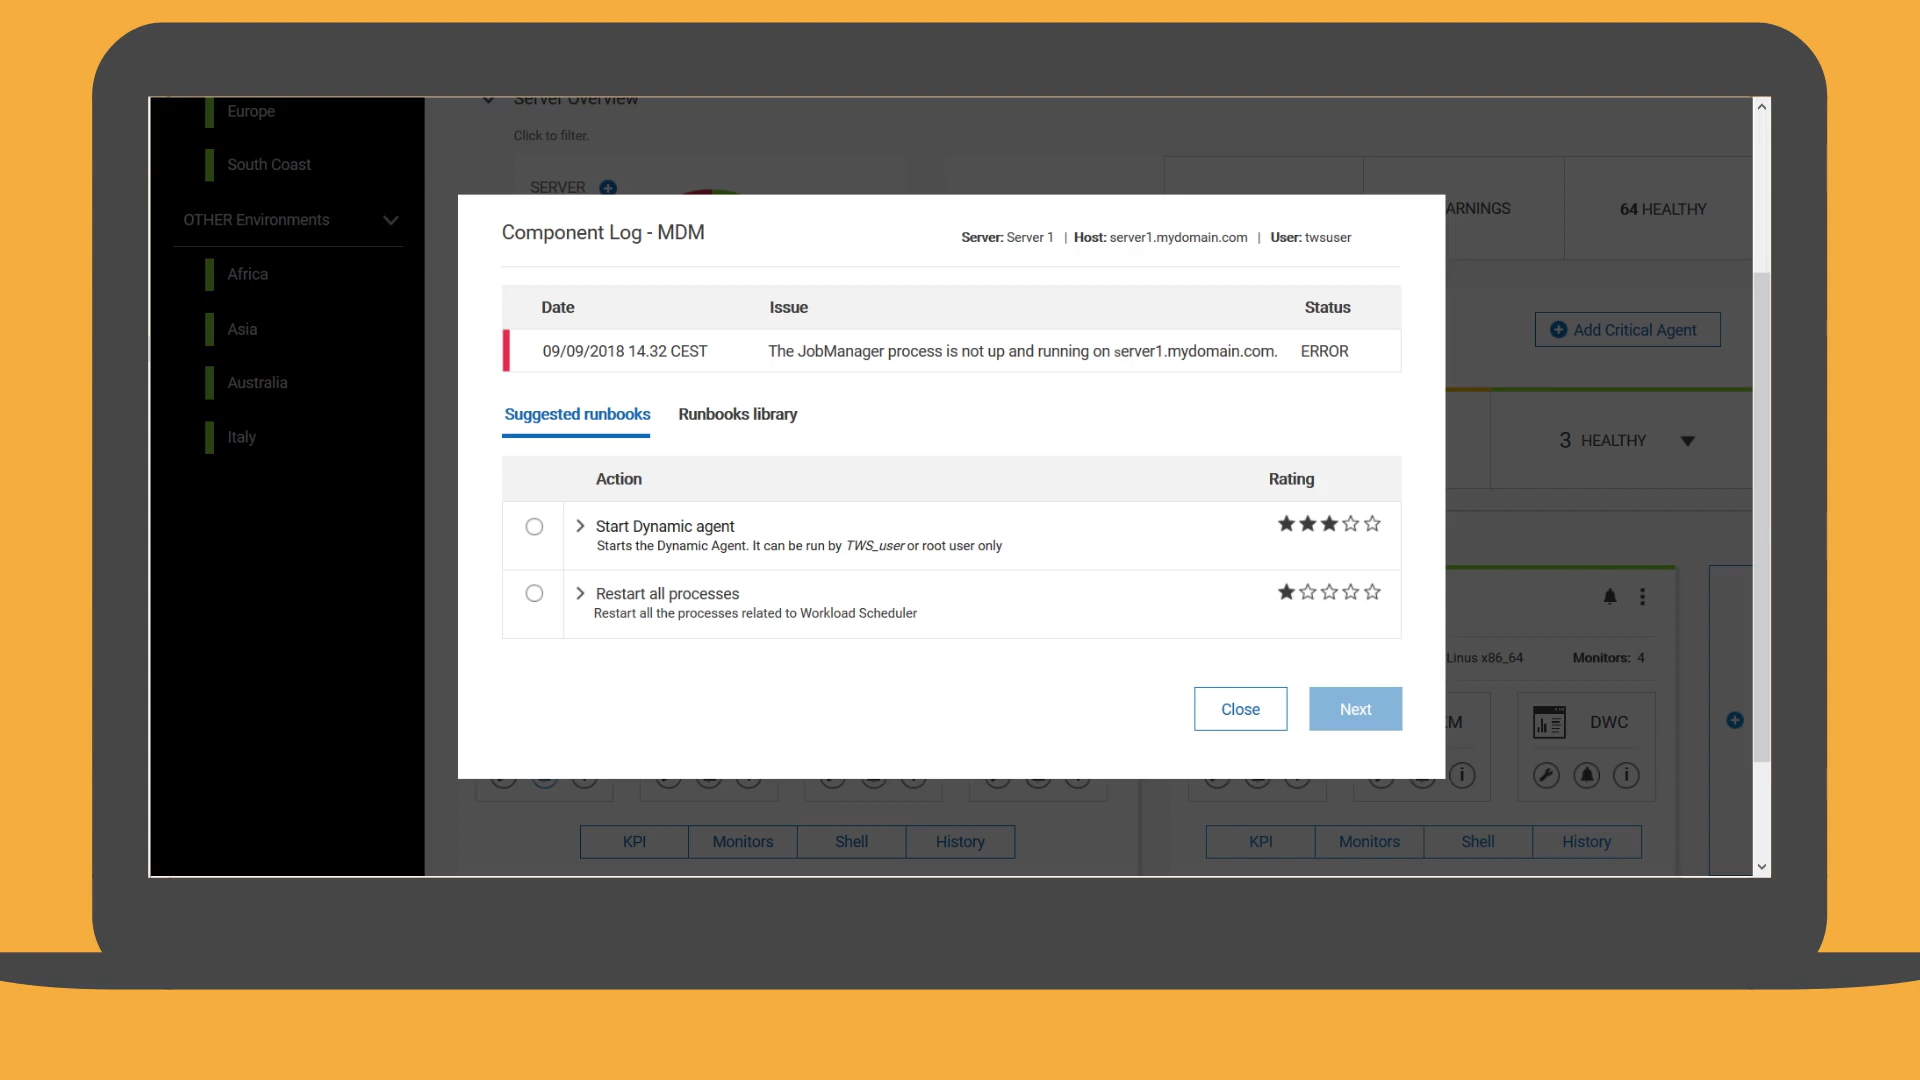 Europe
South Coast
OTHER Environments
Africa
Asia
Australia
Italy
Server Overview
Click to filter.
SERVER
ARNINGS
64 HEALTHY
Add Critical Agent
3 HEALTHY
Component Log - MDM
Server: Server 1 | Host: server1.mydomain.com | User: twsuser
Date Issue Status
09/09/2018 14.32 CEST The JobManager process is not up and running on server1.mydomain.com. ERROR
Suggested runbooks Runbooks library
Action Rating
Start Dynamic agent
Starts the Dynamic Agent. It can be run by TWS_user or root user only
Restart all processes
Restart all the processes related to Workload Scheduler
Close Next
Linus x86_64 Monitors: 4
M DWC
KPI Monitors Shell History
KPI Monitors Shell History